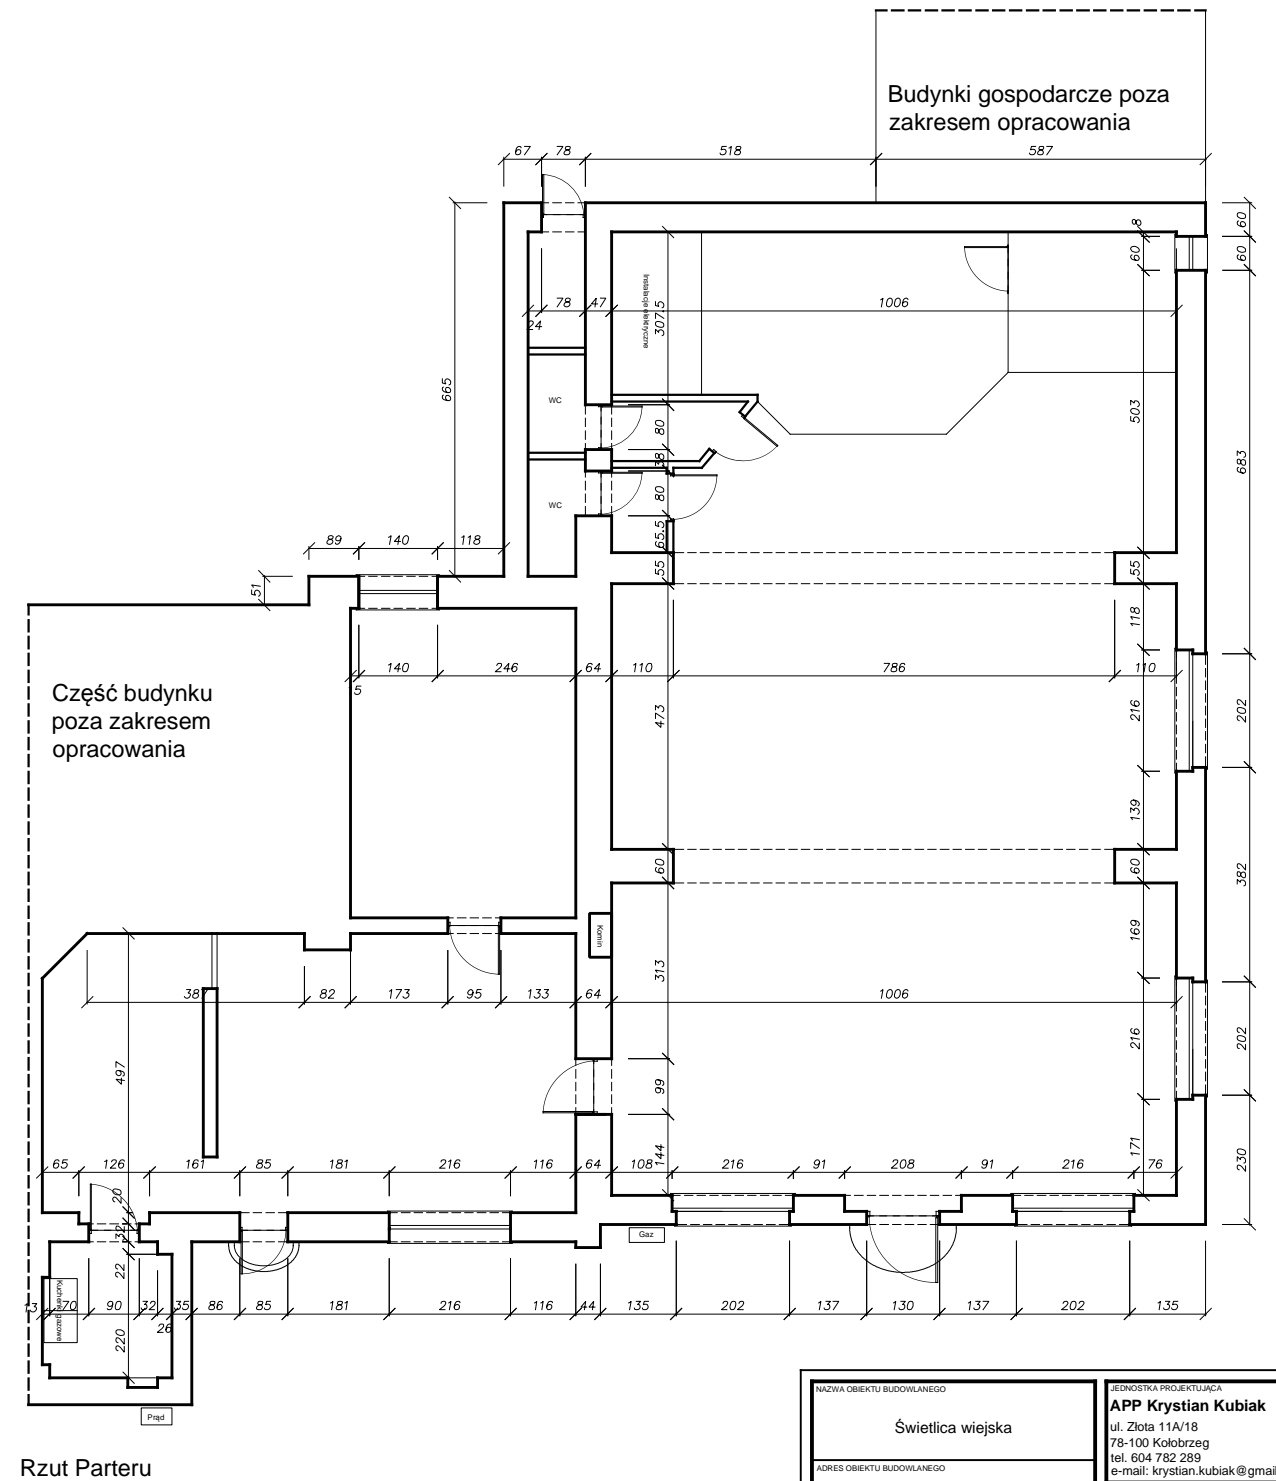 Budynki gospodarcze poza
zakresem opracowania
67 78 518 587
8 60
60 60
Instalacje elektryczne
24 78 47 307.5 1006
665
WC
80
503
38
683
WC
80
65.5
89 140 118
51
55 55
118
140 246 64 110 786 110
5
Część budynku
poza zakresem
opracowania
473 216 202
139
60 60
382
Komin
169
313
387 82 173 95 133 64 1006
497
216 202
99
144 171
65 126 161 85 181 216 116 64 108 216 91 208 91 216 76
230
20
32
Gaz
22
Kuchenki gazowe
13 70 90 32 35 86 85 181 216 116 44 135 202 137 130 137 202 135
26
220
Prąd
Rzut Parteru
NAZWA OBIEKTU BUDOWLANEGO
Świetlica wiejska
ADRES OBIEKTU BUDOWLANEGO
JEDNOSTKA PROJEKTUJĄCA
APP Krystian Kubiak
ul. Złota 11A/18
78-100 Kołobrzeg
tel. 604 782 289
e-mail: krystian.kubiak@gmail